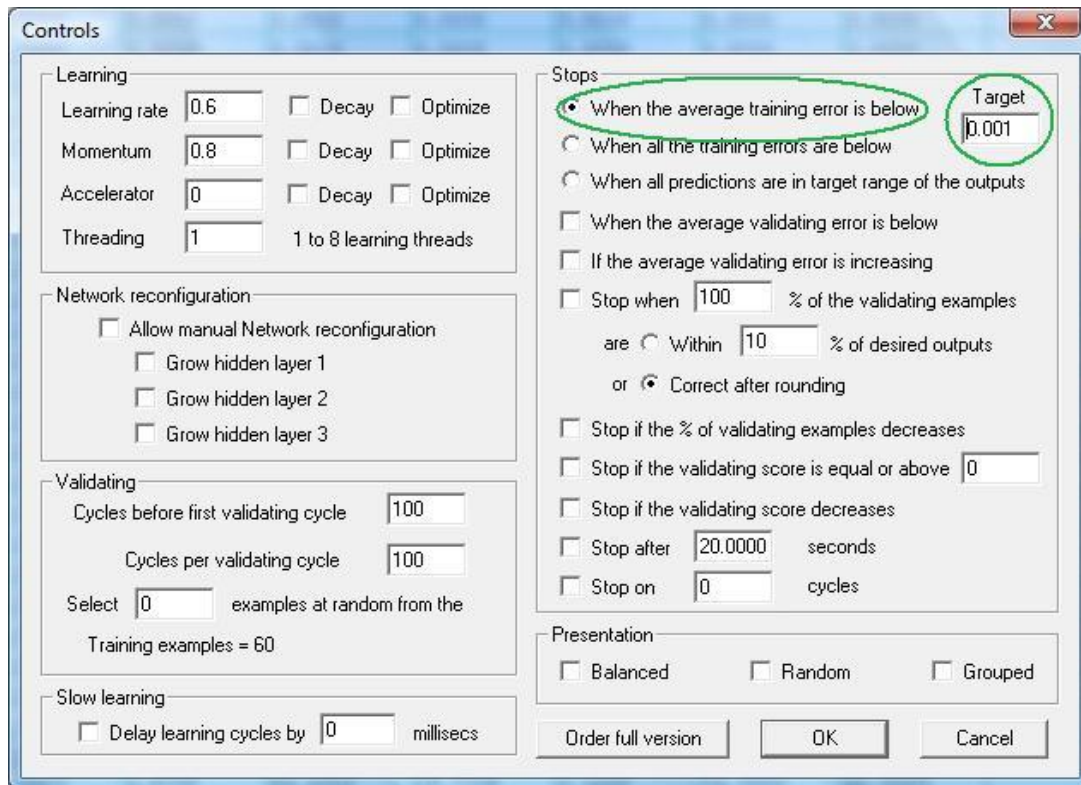 Controls
Learning
Learning rate 0.6 Decay Optimize
Momentum 0.8 Decay Optimize
Accelerator 0 Decay Optimize
Threading 1 1 to 8 learning threads
Network reconfiguration
Allow manual Network reconfiguration
Grow hidden layer 1
Grow hidden layer 2
Grow hidden layer 3
Validating
Cycles before first validating cycle 100
Cycles per validating cycle 100
Select 0 examples at random from the
Training examples = 60
Slow learning
Delay learning cycles by 0 millisecs
Stops
Target
When the average training error is below 0.001
When all the training errors are below
When all predictions are in target range of the outputs
When the average validating error is below
If the average validating error is increasing
Stop when 100 % of the validating examples
are Within 10 % of desired outputs
or Correct after rounding
Stop if the % of validating examples decreases
Stop if the validating score is equal or above 0
Stop if the validating score decreases
Stop after 20.0000 seconds
Stop on 0 cycles
Presentation
Balanced Random Grouped
Order full version OK Cancel